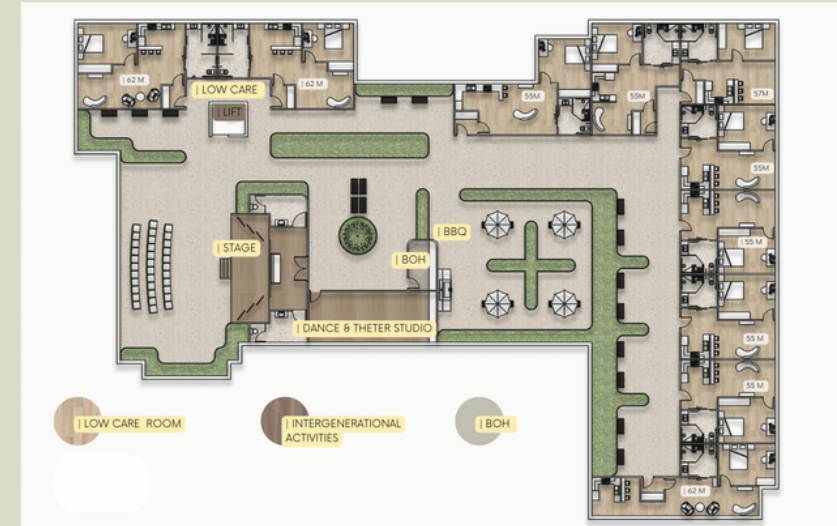 | 62 M
| LOW CARE
| 62 M
| LIFT
55M
55M
57M
55M
| STAGE
| BBQ
| BOH
| 55 M
| DANCE & THETER STUDIO
55 M
55 M
| LOW CARE ROOM
| INTERGENERATIONAL
ACTIVITIES
| BOH
| 62 M